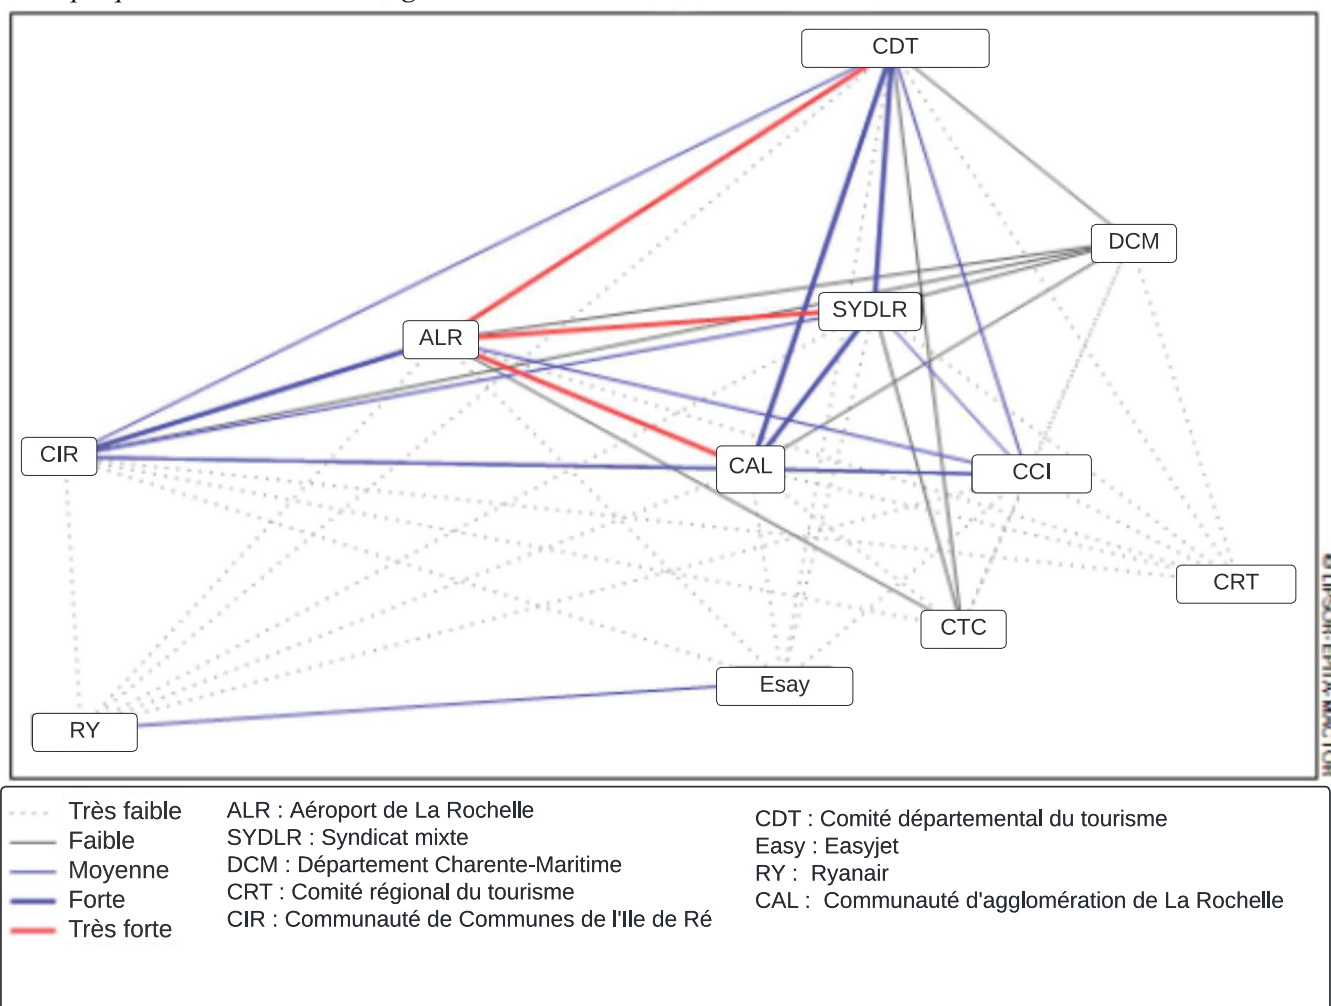 CDT
DCM
SYDLR
ALR
CIR
CAL
CCI
CRT
CTC
Esay
RY
Très faible
Faible
Moyenne
Forte
Très forte
ALR : Aéroport de La Rochelle
SYDLR : Syndicat mixte
DCM : Département Charente-Maritime
CRT : Comité régional du tourisme
CIR : Communauté de Communes de l'Ile de Ré
CDT : Comité départemental du tourisme
Easy : Easyjet
RY : Ryanair
CAL : Communauté d'agglomération de La Rochelle